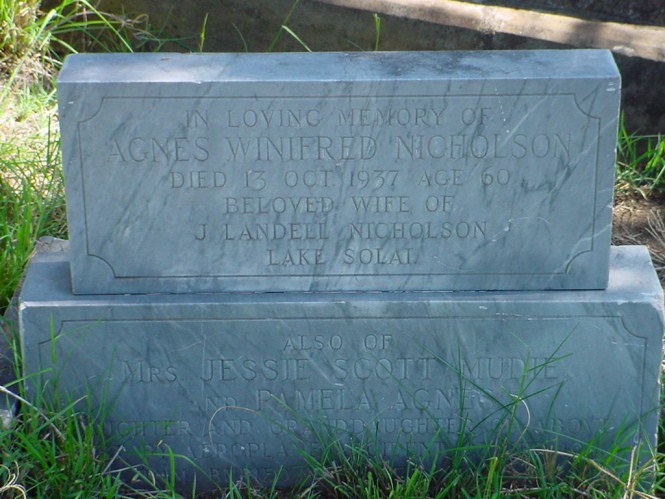 IN LOVING MEMORY OF
AGNES WINIFRED NICHOLSON
DIED 13 OCT. 1937 AGE 60
BELOVED WIFE OF
J. LANDELL NICHOLSON
LAKE SOLAI
ALSO OF
MRS. JESSIE SCOTT MUDIE
PAMELA
AND GRANDDAUGHTER